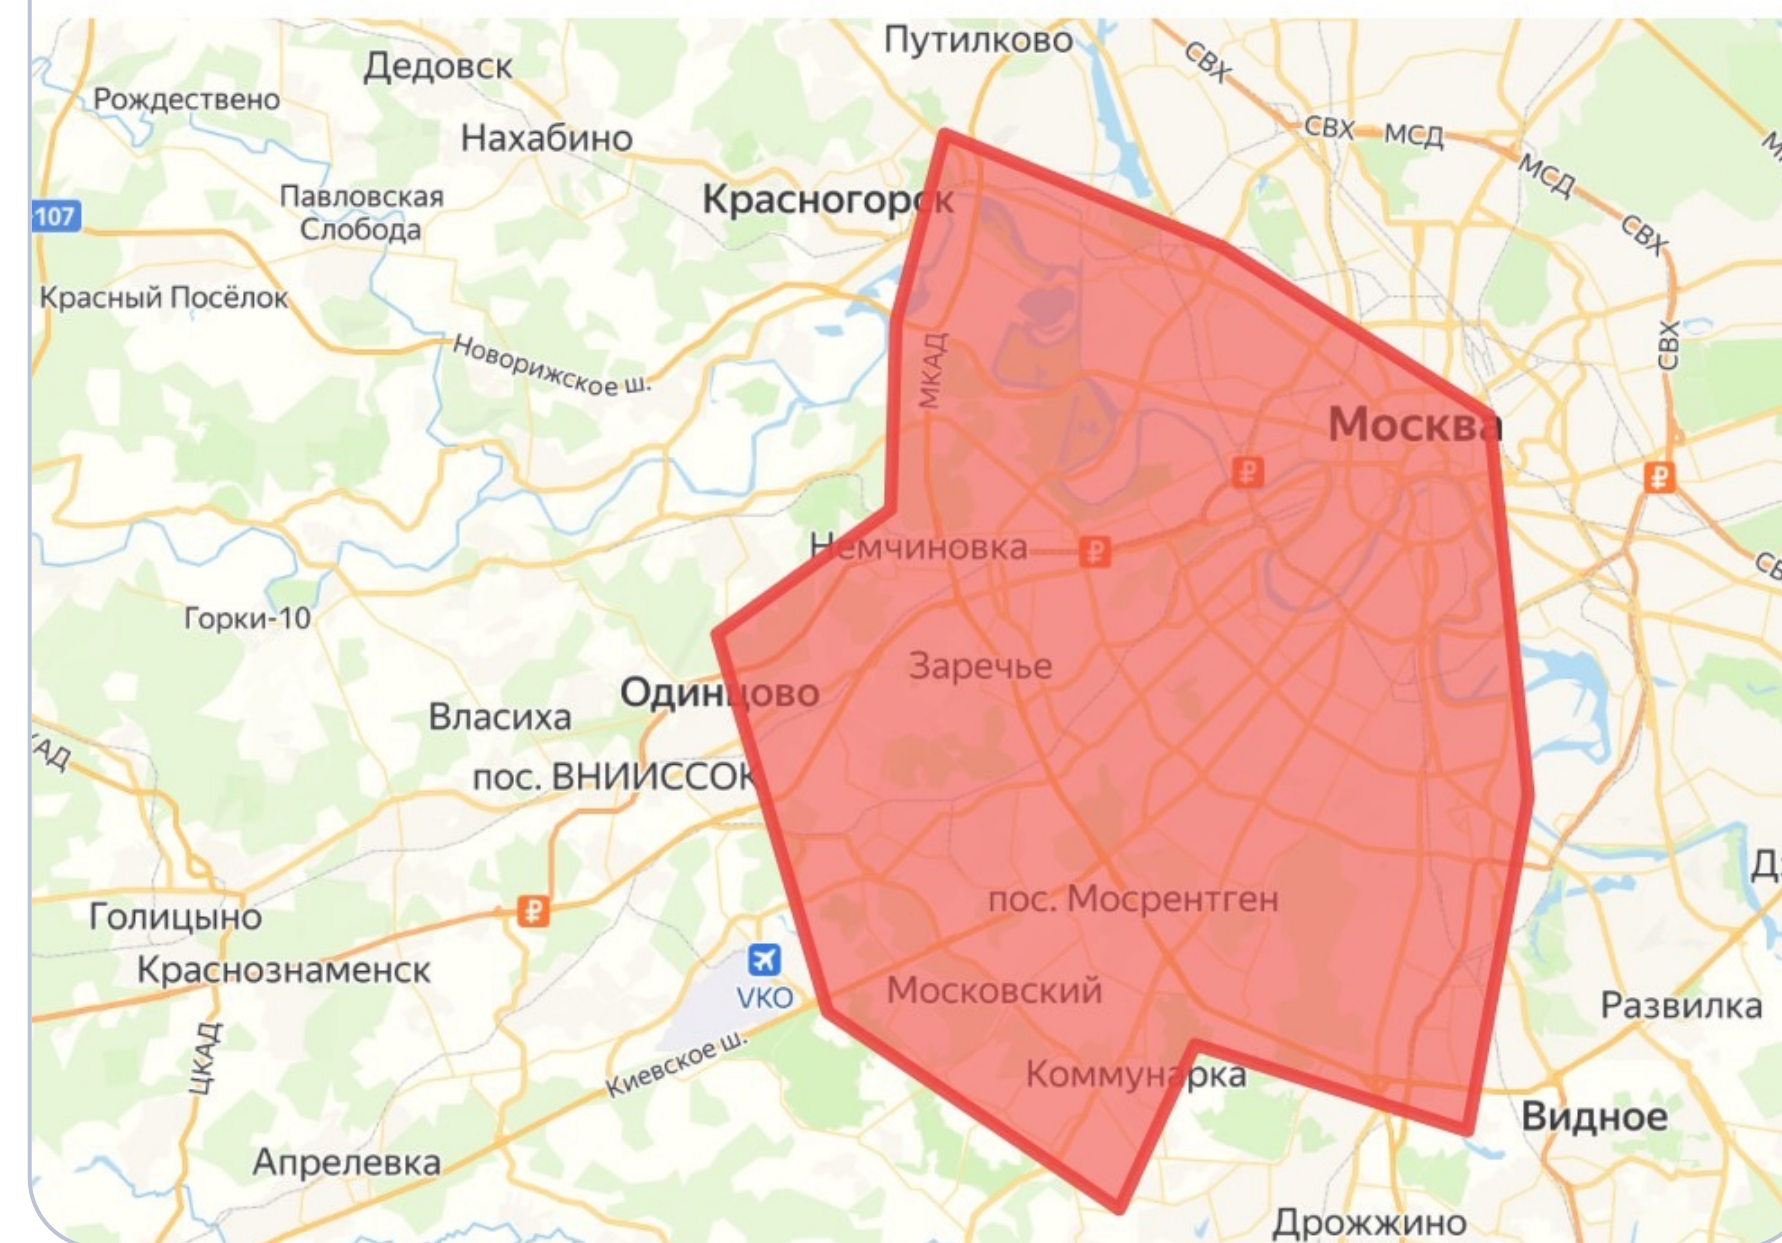 Путилково
Дедовск
СВХ
Рождествено
Нахабино
СВХ
МСД
МСД
Красногорск
Павловская
Слобода
107
СВХ
Красный Посёлок
Новорижское ш.
МКАД
СВХ
Москва
₽
₽
Немчиновка
₽
Горки-10
Заречье
Одинцово
Власиха
пос. ВНИИССОК
пос. Мосрентген
₽
Голицыно
Краснознаменск
VKO
Московский
Развилка
ЦКАД
Киевское ш.
Коммунарка
Видное
Апрелевка
Дрожжино